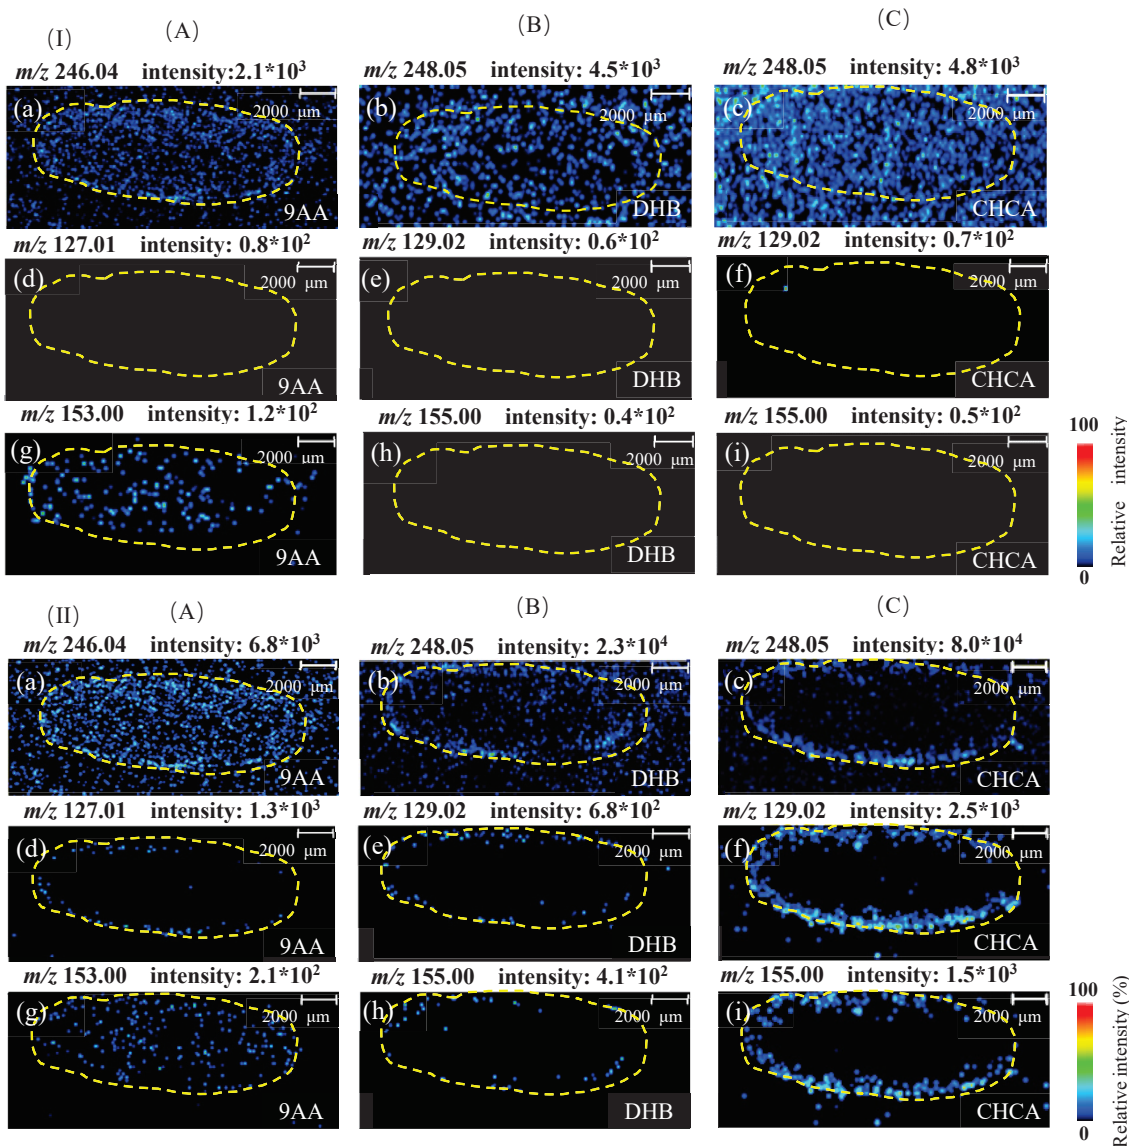 (I) (A) (B) (C)
m/z 246.04 intensity:2.1*10³ m/z 248.05 intensity: 4.5*10³ m/z 248.05 intensity: 4.8*10³
(a) 2000 μm (b) 2000 μm (c) 2000 μm
9AA DHB CHCA
m/z 127.01 intensity: 0.8*10² m/z 129.02 intensity: 0.6*10² m/z 129.02 intensity: 0.7*10²
(d) 2000 μm (e) 2000 μm (f) 2000 μm
9AA DHB CHCA
m/z 153.00 intensity: 1.2*10² m/z 155.00 intensity: 0.4*10² m/z 155.00 intensity: 0.5*10²
(g) 2000 μm (h) 2000 μm (i) 2000 μm
9AA DHB CHCA
100
Relative intensity
0
(II) (A) (B) (C)
m/z 246.04 intensity: 6.8*10³ m/z 248.05 intensity: 2.3*10⁴ m/z 248.05 intensity: 8.0*10⁴
(a) 2000 μm (b) 2000 μm (c) 2000 μm
9AA DHB CHCA
m/z 127.01 intensity: 1.3*10³ m/z 129.02 intensity: 6.8*10² m/z 129.02 intensity: 2.5*10³
(d) 2000 μm (e) 2000 μm (f) 2000 μm
9AA DHB CHCA
m/z 153.00 intensity: 2.1*10² m/z 155.00 intensity: 4.1*10² m/z 155.00 intensity: 1.5*10³
(g) 2000 μm (h) 2000 μm (i) 2000 μm
9AA DHB CHCA
100
Relative intensity (%)
0